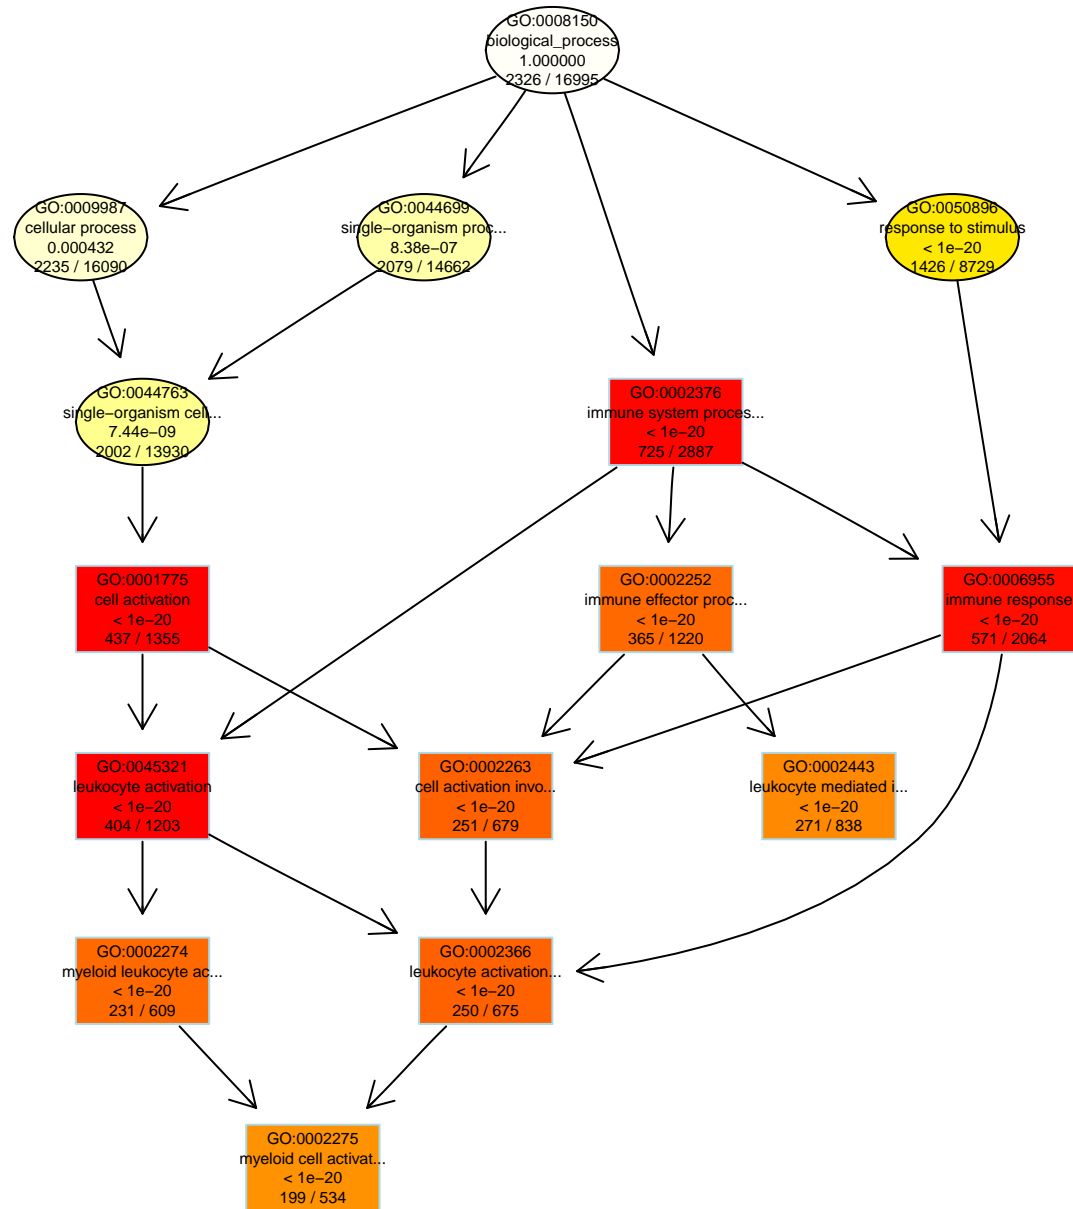 GO:0008150
biological_process
1.000000
2326 / 16995
GO:0009987
cellular process
0.000432
2235 / 16090
GO:0044699
single−organism proc...
8.38e−07
2079 / 14662
GO:0050896
response to stimulus
< 1e−20
1426 / 8729
GO:0044763
single−organism cell...
7.44e−09
2002 / 13930
GO:0002376
immune system proces...
< 1e−20
725 / 2887
GO:0001775
cell activation
< 1e−20
437 / 1355
GO:0002252
immune effector proc...
< 1e−20
365 / 1220
GO:0006955
immune response
< 1e−20
571 / 2064
GO:0045321
leukocyte activation
< 1e−20
404 / 1203
GO:0002263
cell activation invo...
< 1e−20
251 / 679
GO:0002443
leukocyte mediated i...
< 1e−20
271 / 838
GO:0002274
myeloid leukocyte ac...
< 1e−20
231 / 609
GO:0002366
leukocyte activation...
< 1e−20
250 / 675
GO:0002275
myeloid cell activat...
< 1e−20
199 / 534